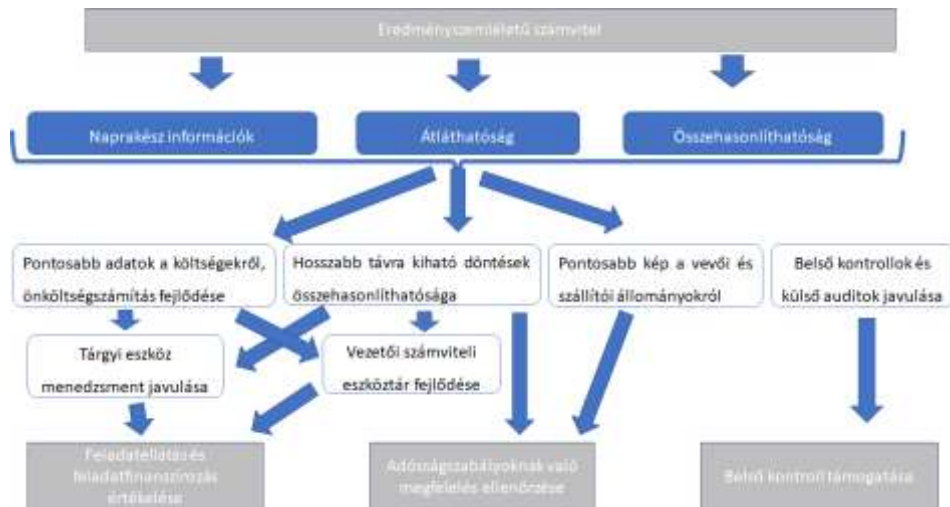 Eredményszemléletű számvitel
Naprakész információk
Átláthatóság
Összehasonlíthatóság
Pontosabb adatok a költségekről,
önköltségszámítás fejlődése
Hosszabb távra kiható döntések
összehasonlíthatósága
Pontosabb kép a vevői és
szállítói állományokról
Belső kontrollok és
külső auditok javulása
Tárgyi eszköz
menedzsment javulása
Vezetői számviteli
eszköztár fejlődése
Feladatellátás és
feladatfinanszírozás
értékelése
Adósságszabályoknak való
megfelelés ellenőrzése
Belső kontroll támogatása